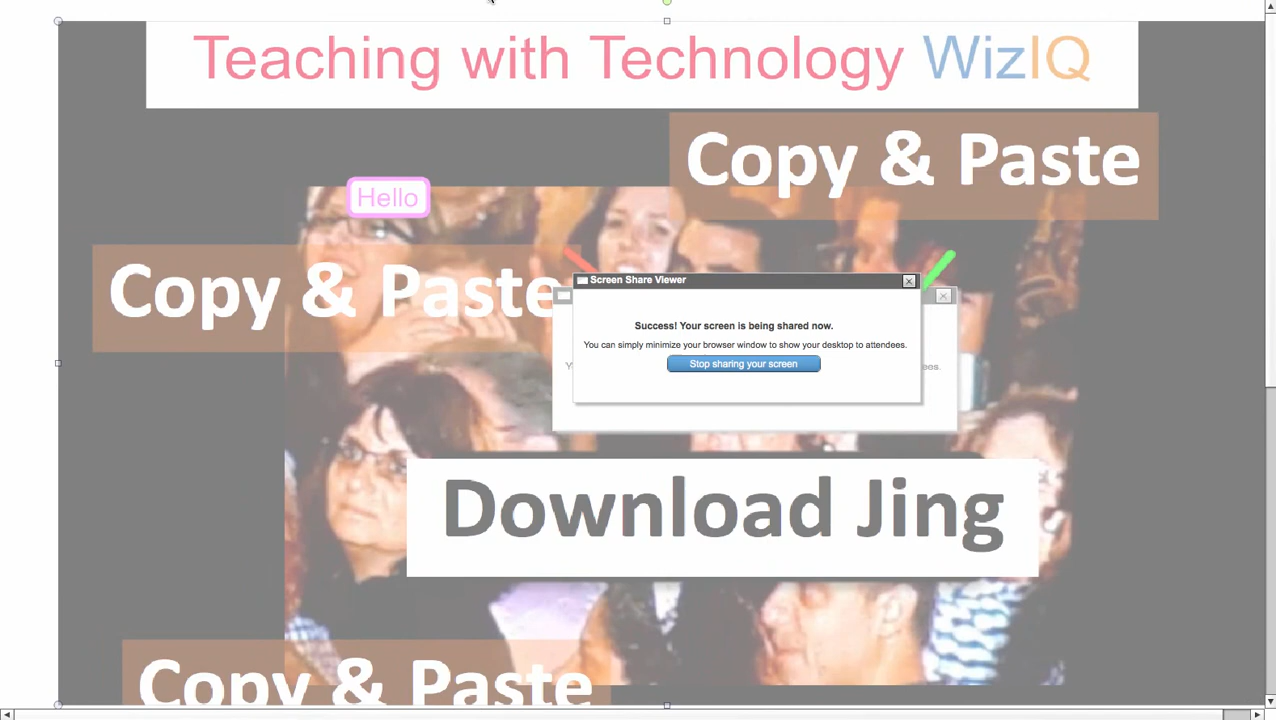 Teaching with Technology WizIQ
Copy & Paste
Hello
Copy & Paste
Screen Share Viewer
Success! Your screen is being shared now.
You can simply minimize your browser window to show your desktop to attendees.
Stop sharing your screen
Download Jing
Copy & Paste